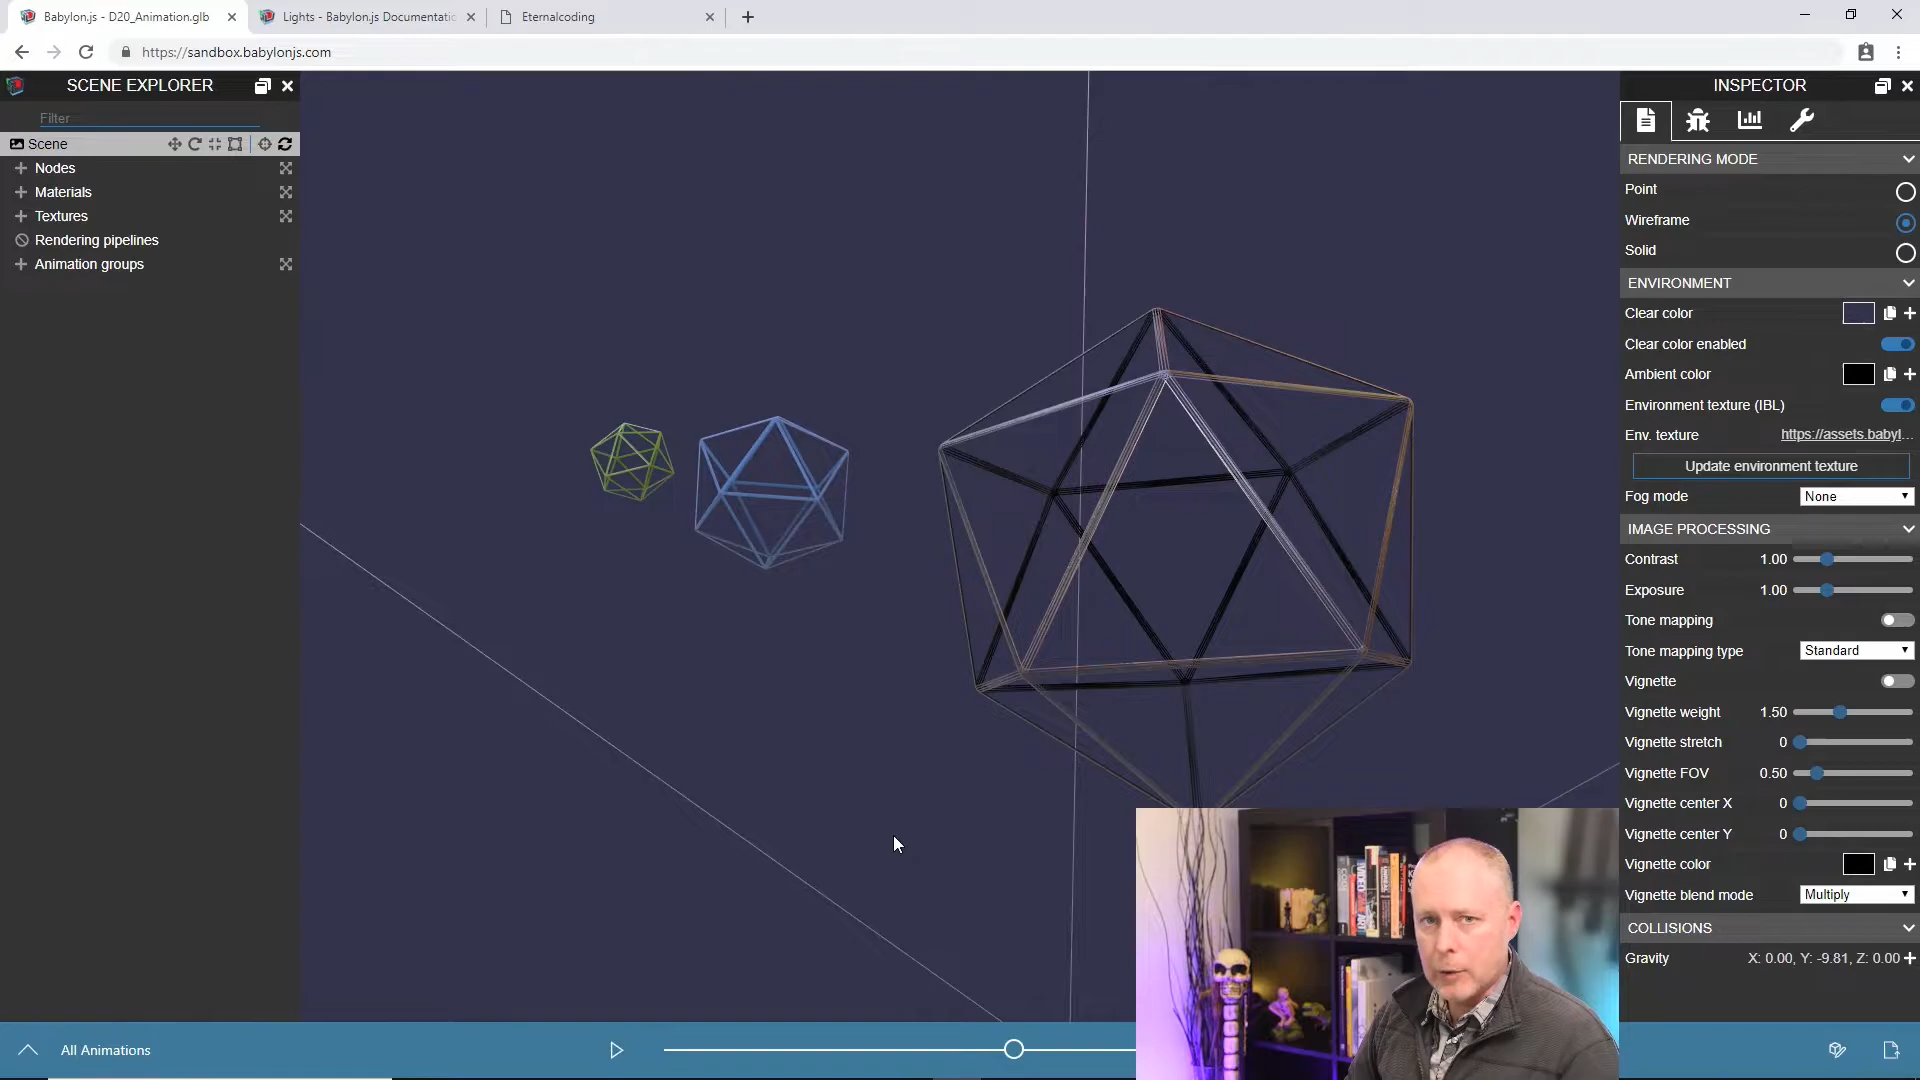 Babylon.js - D20_Animation.glb
Lights - Babylon.js Documentatic
Eternalcoding
https://sandbox.babylonjs.com
SCENE EXPLORER
Filter
Scene
Nodes
Materials
Textures
Rendering pipelines
Animation groups
INSPECTOR
RENDERING MODE
Point
Wireframe
Solid
ENVIRONMENT
Clear color
Clear color enabled
Ambient color
Environment texture (IBL)
Env. texture https://assets.babyl...
Update environment texture
Fog mode None
IMAGE PROCESSING
Contrast 1.00
Exposure 1.00
Tone mapping
Tone mapping type Standard
Vignette
Vignette weight 1.50
Vignette stretch 0
Vignette FOV 0.50
Vignette center X 0
Vignette center Y 0
Vignette color
Vignette blend mode Multiply
COLLISIONS
Gravity X: 0.00, Y: -9.81, Z: 0.00
All Animations